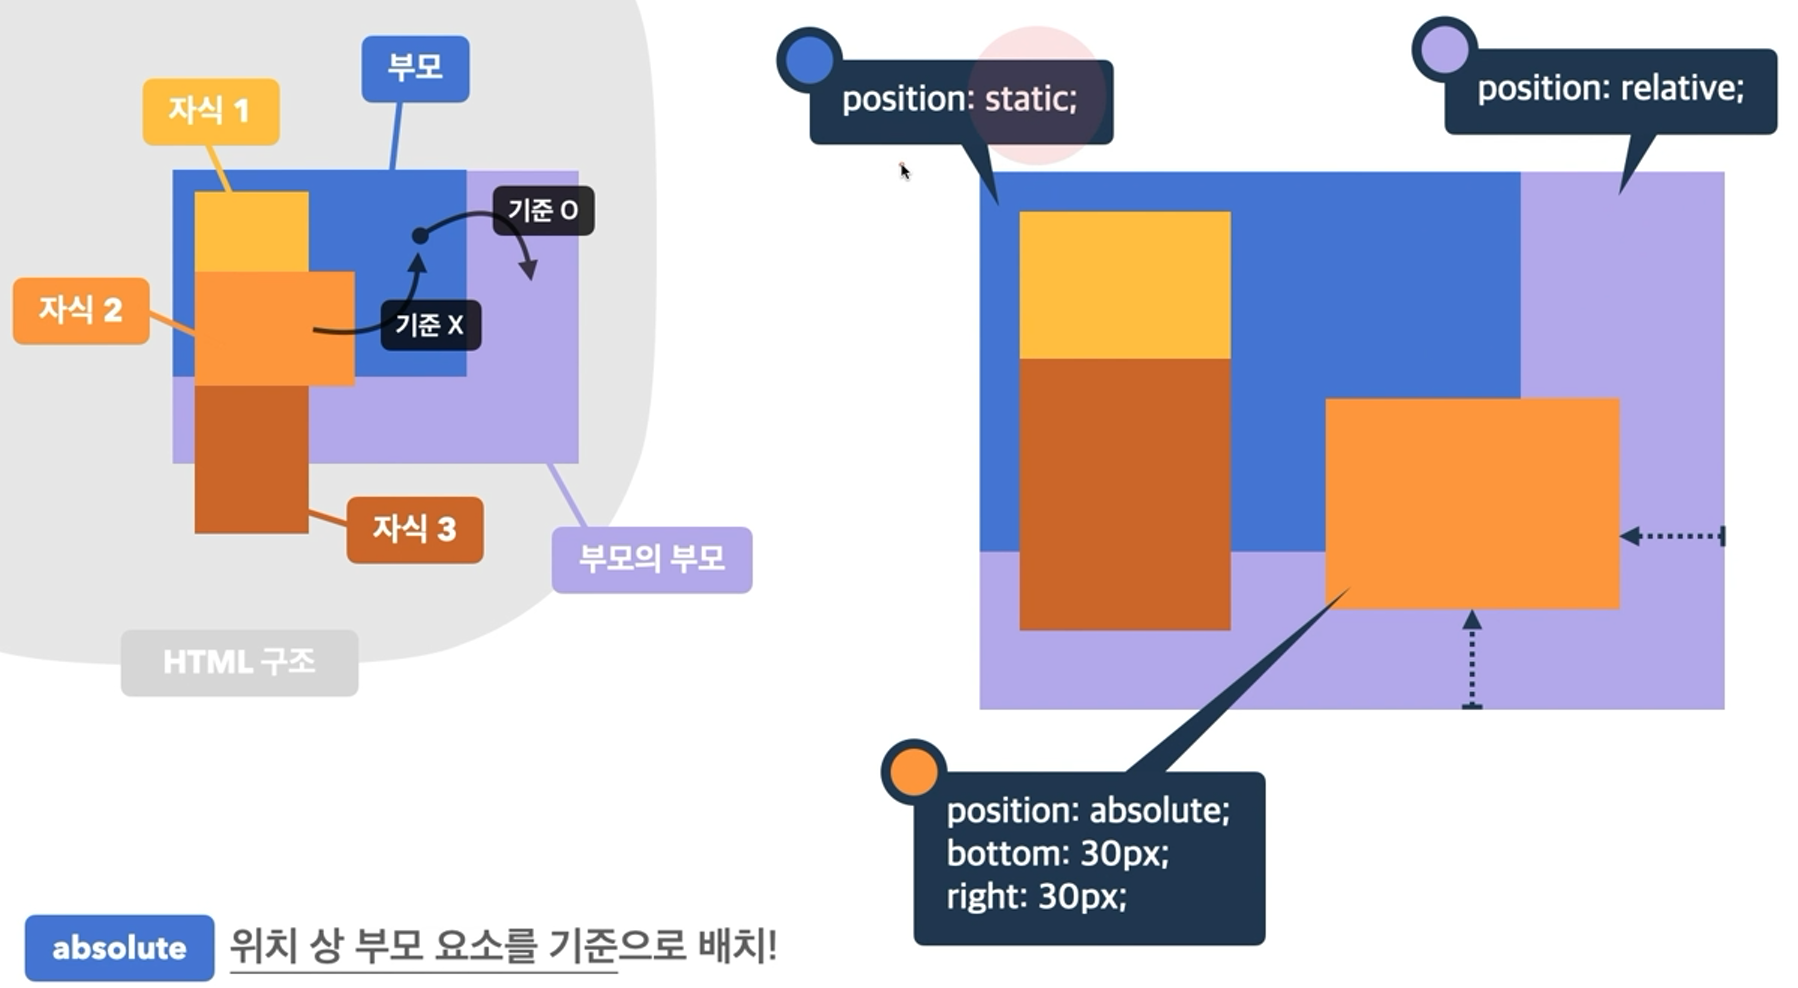 부모
자식 1
기준 O
자식 2
기준 X
자식 3
부모의 부모
HTML 구조
position: static;
position: relative;
position: absolute;
bottom: 30px;
right: 30px;
absolute 위치 상 부모 요소를 기준으로 배치!